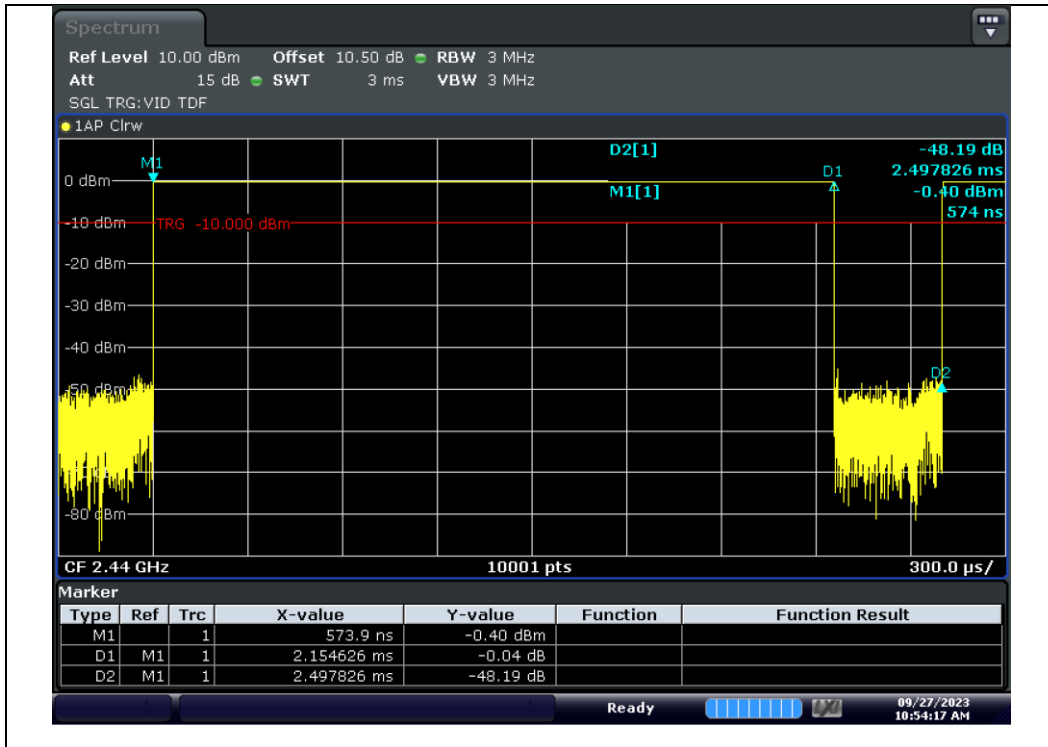 Spectrum
Ref Level 10.00 dBm Offset 10.50 dB RBW 3 MHz
Att 15 dB SWT 3 ms VBW 3 MHz
SGL TRG:VID TDF
1AP Clrw
D2[1] -48.19 dB
2.497826 ms
M1[1] -0.40 dBm
574 ns
M1
D1
D2
0 dBm
-10 dBm
TRG -10.000 dBm
-20 dBm
-30 dBm
-40 dBm
-50 dBm
-80 dBm
CF 2.44 GHz 10001 pts 300.0 µs/
Marker
Type Ref Trc X-value Y-value Function Function Result
M1 1 573.9 ns -0.40 dBm
D1 M1 1 2.154626 ms -0.04 dB
D2 M1 1 2.497826 ms -48.19 dB
Ready
09/27/2023
10:54:17 AM